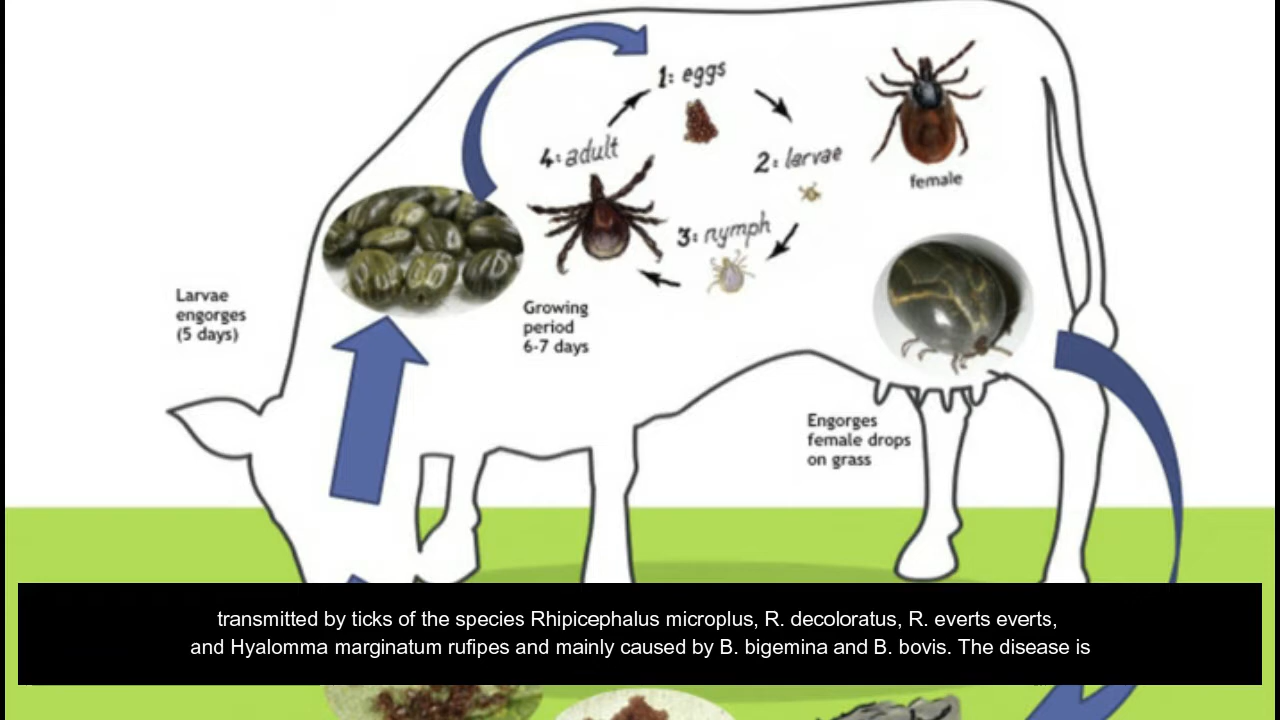 1: eggs
4: adult
2: larvae
female
3: nymph
Larvae
engorges
(5 days)
Growing
period
6-7 days
Engorges
female drops
on grass
transmitted by ticks of the species Rhipicephalus microplus, R. decoloratus, R. everts everts,
and Hyalomma marginatum rufipes and mainly caused by B. bigemina and B. bovis. The disease is